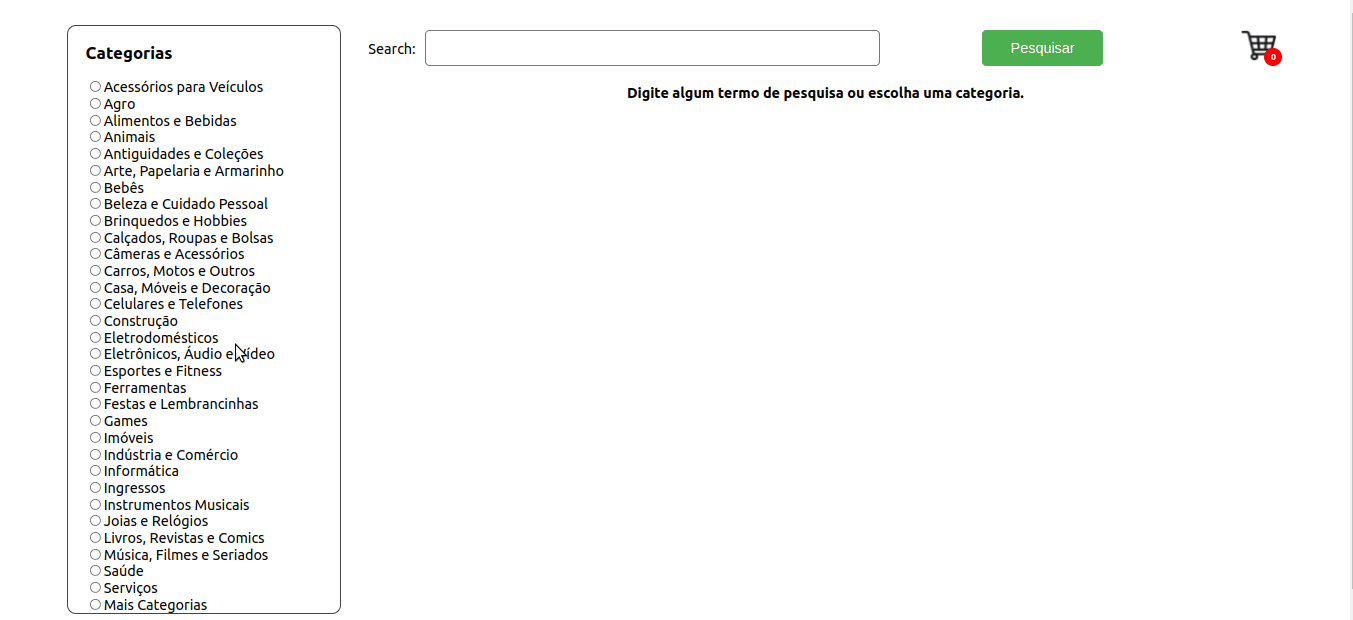 Categorias
Acessórios para Veículos
Agro
Alimentos e Bebidas
Animais
Antiguidades e Coleções
Arte, Papelaria e Armarinho
Bebês
Beleza e Cuidado Pessoal
Brinquedos e Hobbies
Calçados, Roupas e Bolsas
Câmeras e Acessórios
Carros, Motos e Outros
Casa, Móveis e Decoração
Celulares e Telefones
Construção
Eletrodomésticos
Eletrônicos, Áudio e Vídeo
Esportes e Fitness
Ferramentas
Festas e Lembrancinhas
Games
Imóveis
Indústria e Comércio
Informática
Ingressos
Instrumentos Musicais
Joias e Relógios
Livros, Revistas e Comics
Música, Filmes e Seriados
Saúde
Serviços
Mais Categorias
Search:
Pesquisar
0
Digite algum termo de pesquisa ou escolha uma categoria.